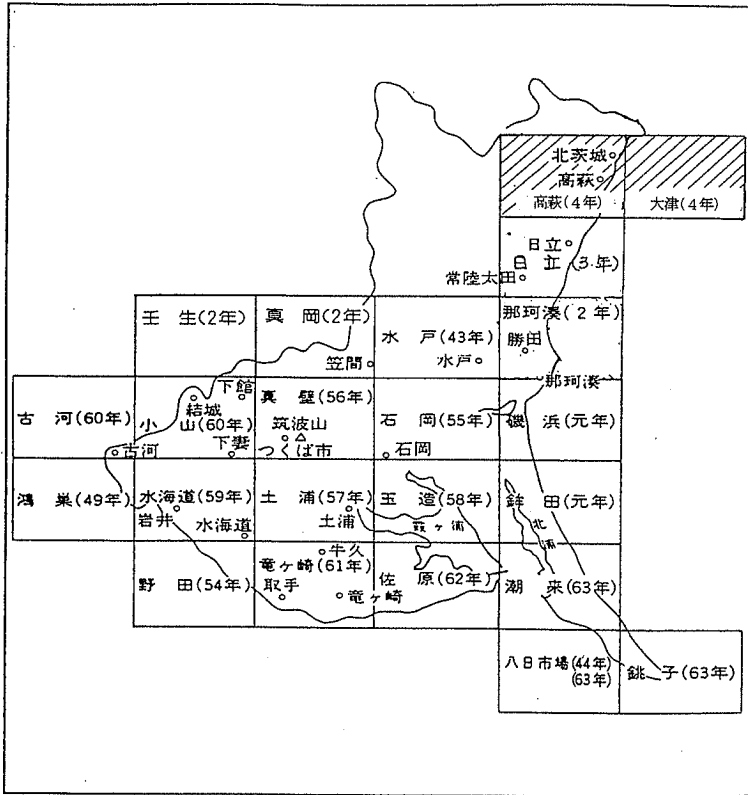 北茨城
高萩
高萩(4年) 大津(4年)
日立
日立(3年)
常陸太田
壬生(2年) 真岡(2年) 水戸(43年) 那珂湊(2年)
勝田
笠間 水戸
那珂湊
古河(60年) 小山(60年) 真壁(56年) 石岡(55年) 磯浜(元年)
下館
結城
筑波山
古河 下妻 つくば市 石岡
鴻巣(49年) 水海道(59年) 土浦(57年) 玉造(58年) 鉾田(元年)
岩井 水海道 土浦 霞ヶ浦 北浦
牛久
野田(54年) 竜ヶ崎(61年) 佐原(62年) 潮来(63年)
取手 竜ヶ崎
八日市場(44年)
(63年)
銚子(63年)